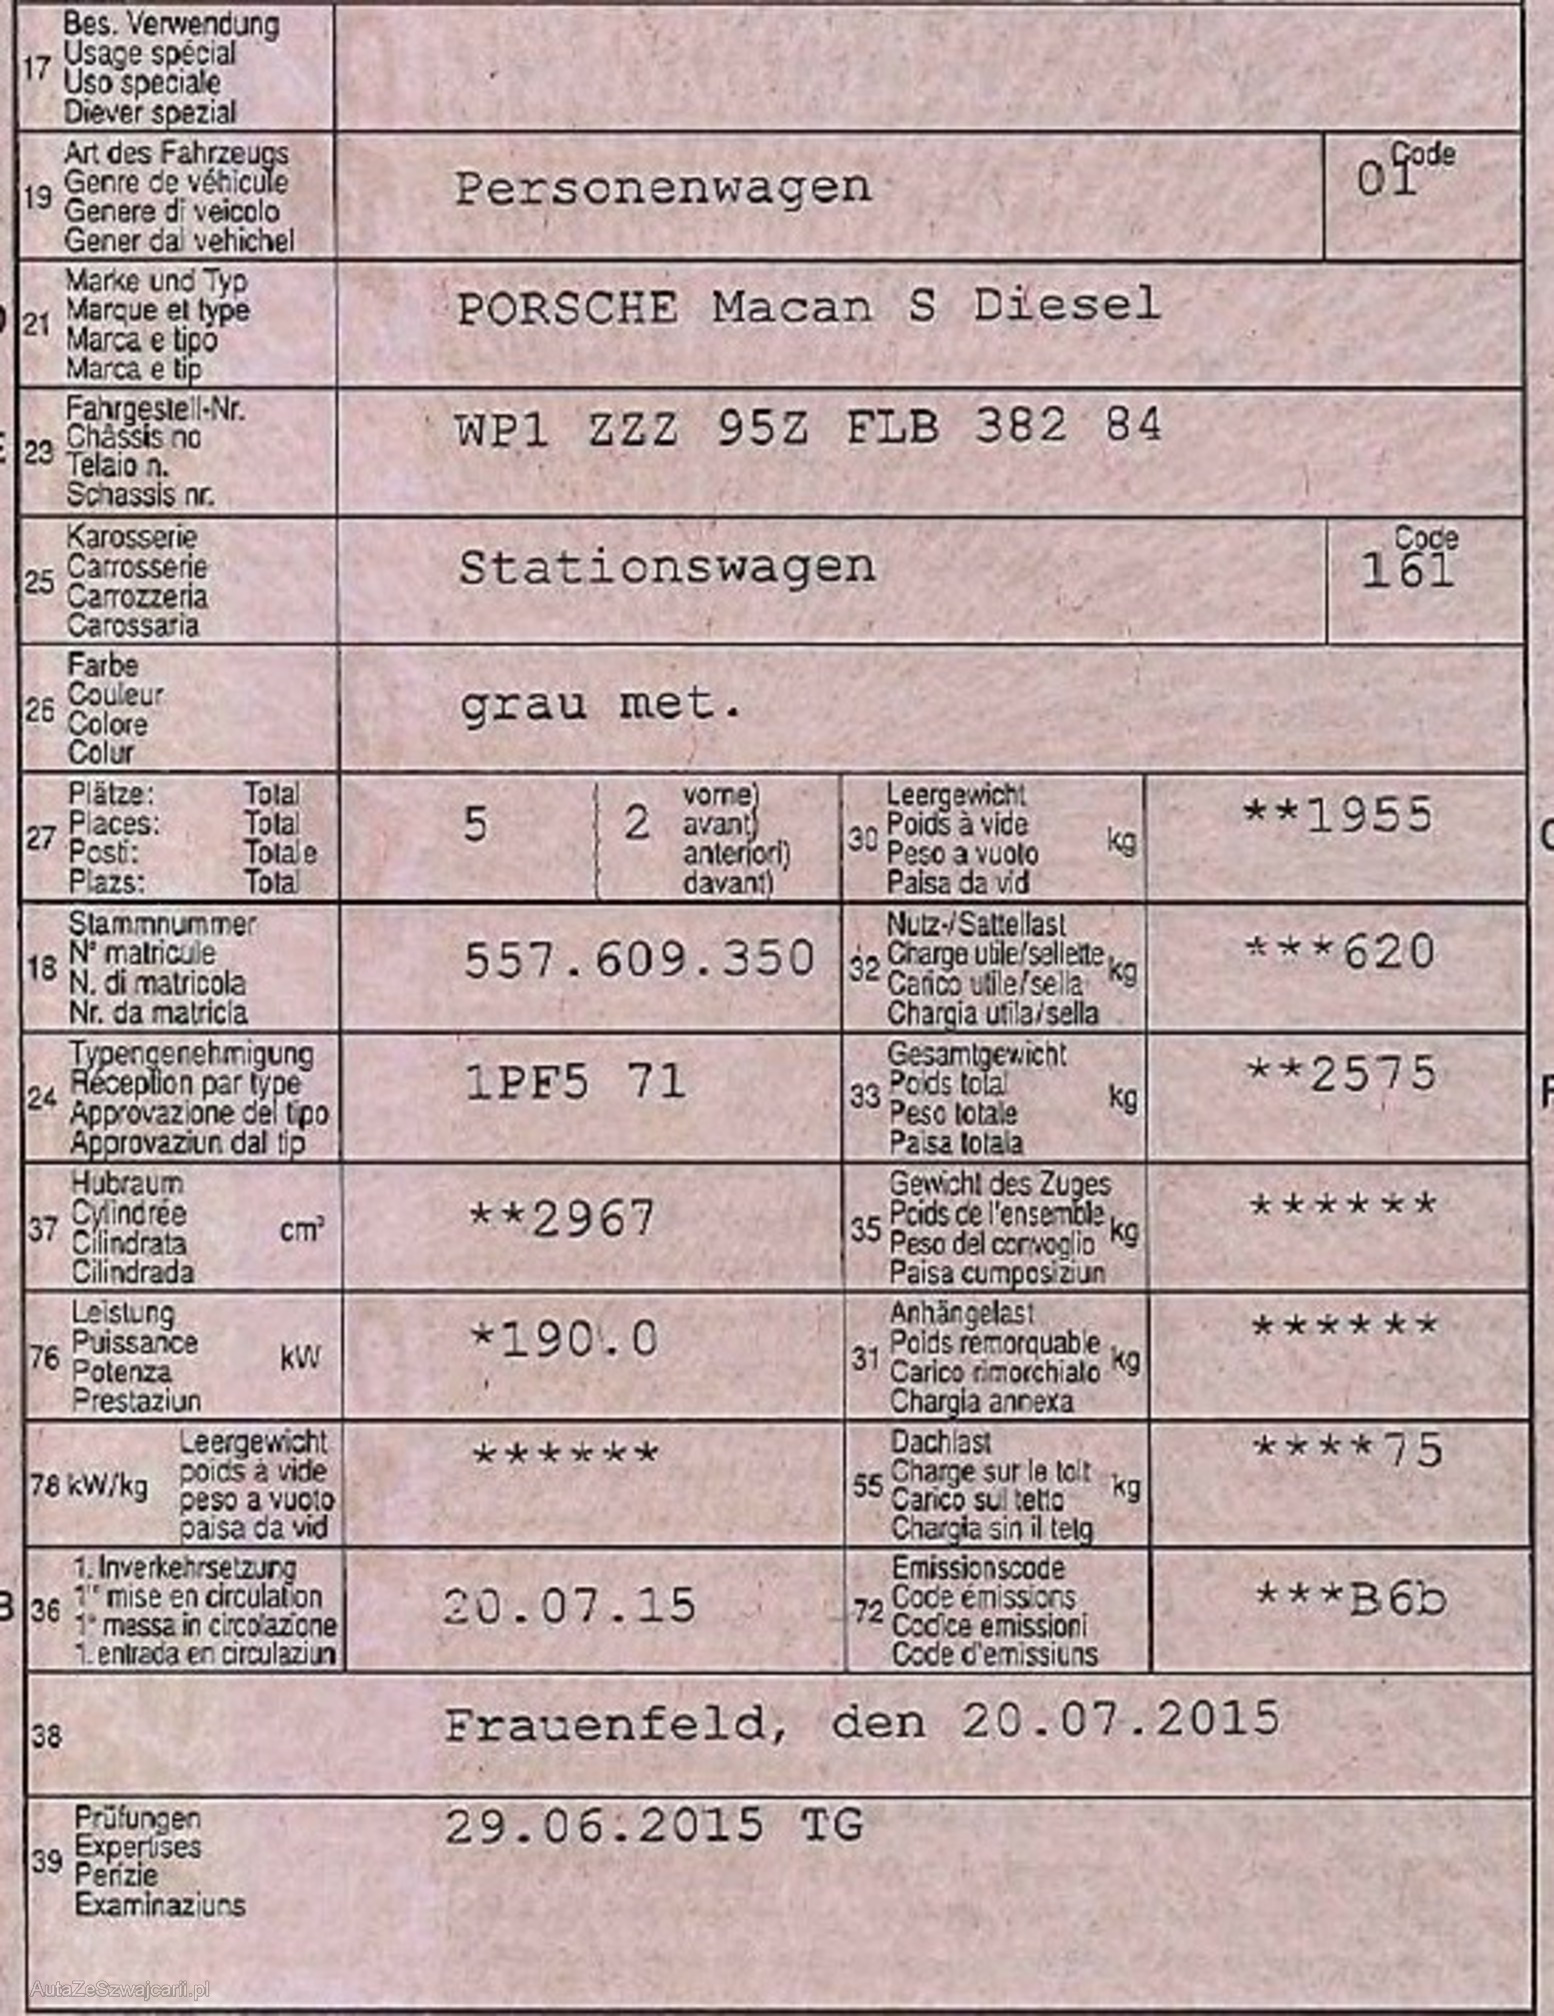 17 Bes. Verwendung
Usage spécial
Uso speciale
Diever spezial
19 Art des Fahrzeugs
Genre de véhicule
Genere di veicolo
Gener dal vehichel
Personenwagen
Code
01
21 Marke und Typ
Marque et type
Marca e tipo
Marca e tip
PORSCHE Macan S Diesel
23 Fahrgestell-Nr.
Châssis no
Telaio n.
Schassis nr.
WP1 ZZZ 95Z FLB 382 84
25 Karosserie
Carrosserie
Carrozzeria
Carossaria
Stationswagen
Code
161
26 Farbe
Couleur
Colore
Colur
grau met.
27 Plätze: Total
Places: Total
Posti: Totale
Plazs: Total
5
2
vorne)
avant)
anteriori)
davant)
30 Leergewicht
Poids à vide
Peso a vuoto
Paisa da vid
kg
**1955
18 Stammnummer
N° matricule
N. di matricola
Nr. da matricla
557.609.350
32 Nutz-/Sattellast
Charge utile/sellette
Carico utile/sella
Chargia utila/sella
kg
***620
24 Typengenehmigung
Réception par type
Approvazione del tipo
Approvaziun dal tip
1PF5 71
33 Gesamtgewicht
Poids total
Peso totale
Paisa totala
kg
**2575
37 Hubraum
Cylindrée
Cilindrata
Cilindrada
cm³
**2967
35 Gewicht des Zuges
Poids de l'ensemble
Peso del convoglio
Paisa cumposiziun
kg
******
76 Leistung
Puissance
Potenza
Prestaziun
kW
*190.0
31 Anhängelast
Poids remorquable
Carico rimorchiato
Chargia annexa
kg
******
78 kW/kg
Leergewicht
poids à vide
peso a vuoto
paisa da vid
******
55 Dachlast
Charge sur le toit
Carico sul tetto
Chargia sin il tetg
kg
****75
B
36 1. Inverkehrsetzung
1re mise en circulation
1a messa in circolazione
1. entrada en circulaziun
20.07.15
72 Emissionscode
Code émissions
Codice emissioni
Code d'emissiuns
***B6b
38
Frauenfeld, den 20.07.2015
39 Prüfungen
Expertises
Perizie
Examinaziuns
29.06.2015 TG
AutaZeSzwajcarii.pl